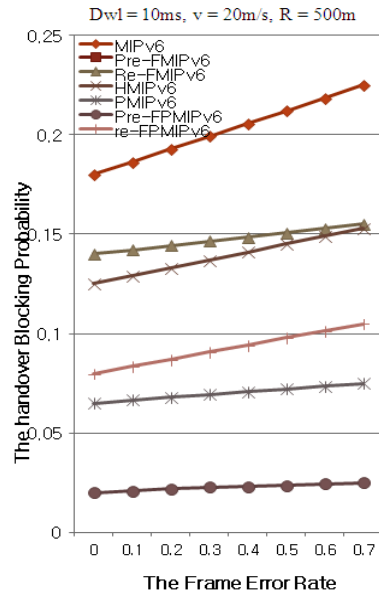 Dwl = 10ms, v = 20m/s, R = 500m
0.25
MIPv6
Pre-FMIPv6
Re-FMIPv6
HMIPv6
PMIPv6
Pre-FPMIPv6
re-FPMIPv6
0.2
0.15
0.1
0.05
0
The handover Blocking Probability
0 0.1 0.2 0.3 0.4 0.5 0.6 0.7
The Frame Error Rate